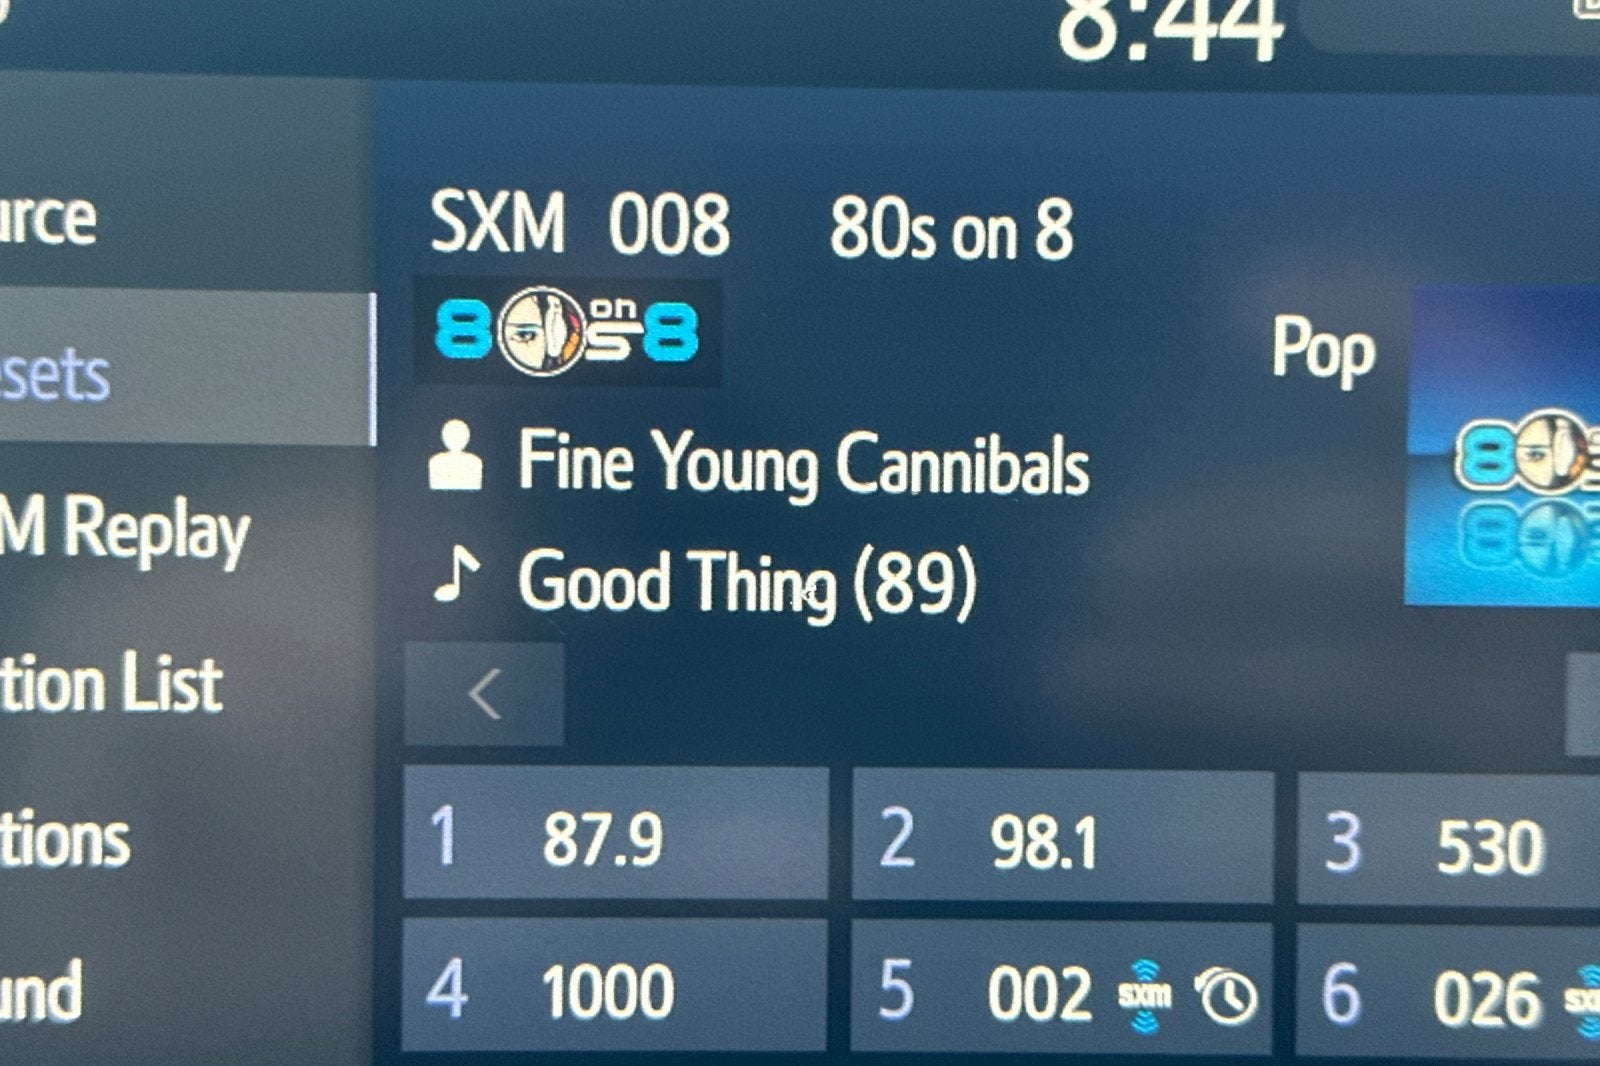 8:44
urce
SXM 008 80s on 8
80s on 8
Pop
esets
Fine Young Cannibals
M Replay
Good Thing (89)
tion List
1 87.9 2 98.1 3 530
tions
4 1000 5 002 sxm 6 026 sx
und